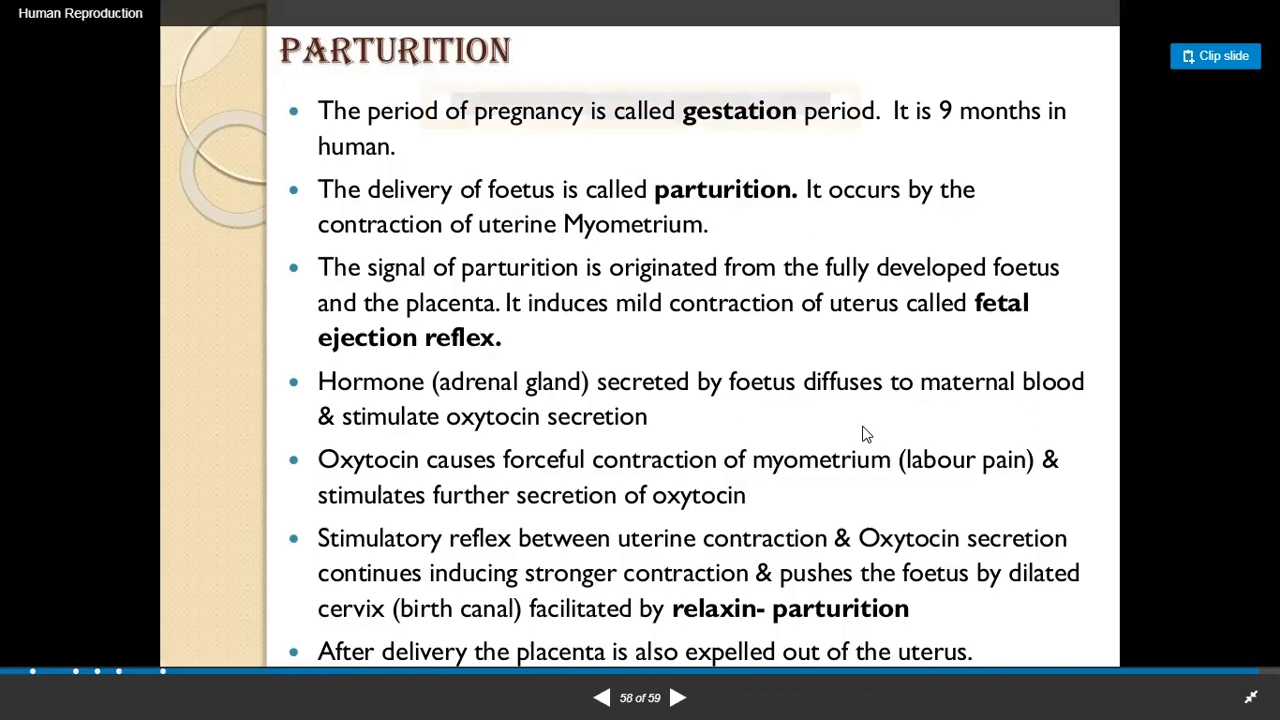 Human Reproduction
PARTURITION
Clip slide
• The period of pregnancy is called gestation period. It is 9 months in
human.
• The delivery of foetus is called parturition. It occurs by the
contraction of uterine Myometrium.
• The signal of parturition is originated from the fully developed foetus
and the placenta. It induces mild contraction of uterus called fetal
ejection reflex.
• Hormone (adrenal gland) secreted by foetus diffuses to maternal blood
& stimulate oxytocin secretion
• Oxytocin causes forceful contraction of myometrium (labour pain) &
stimulates further secretion of oxytocin
• Stimulatory reflex between uterine contraction & Oxytocin secretion
continues inducing stronger contraction & pushes the foetus by dilated
cervix (birth canal) facilitated by relaxin- parturition
• After delivery the placenta is also expelled out of the uterus.
58 of 59